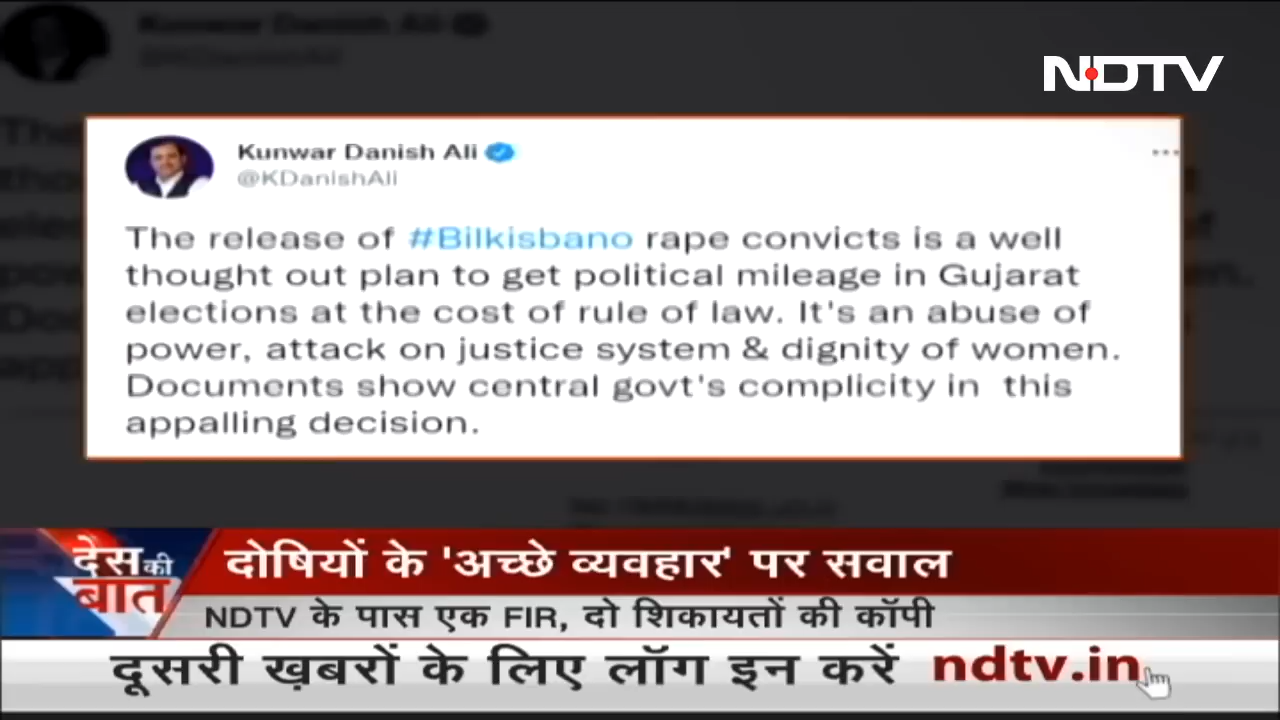 NDTV
Kunwar Danish Ali
@KDanishAli
The release of #Bilkisbano rape convicts is a well
thought out plan to get political mileage in Gujarat
elections at the cost of rule of law. It's an abuse of
power, attack on justice system & dignity of women.
Documents show central govt's complicity in this
appalling decision.
देस की
बात
दोषियों के 'अच्छे व्यवहार' पर सवाल
NDTV के पास एक FIR, दो शिकायतों की कॉपी
दूसरी ख़बरों के लिए लॉग इन करें ndtv.in